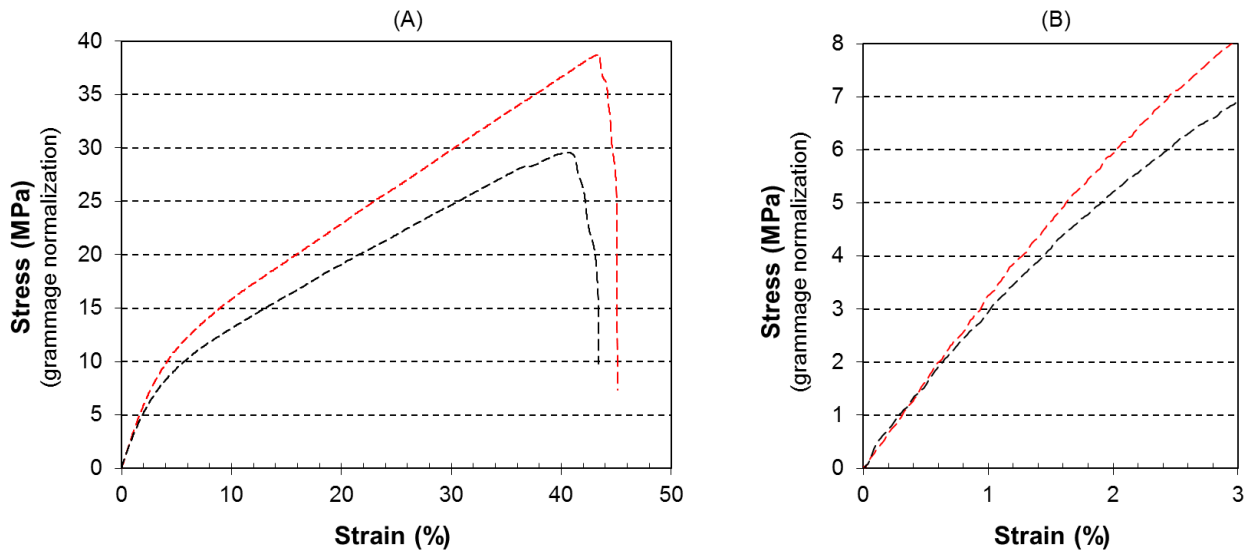 (A)
40
35
30
25
20
15
10
5
0
0 10 20 30 40 50
Stress (MPa)
(grammage normalization)
Strain (%)
(B)
8
7
6
5
4
3
2
1
0
0 1 2 3
Stress (MPa)
(grammage normalization)
Strain (%)